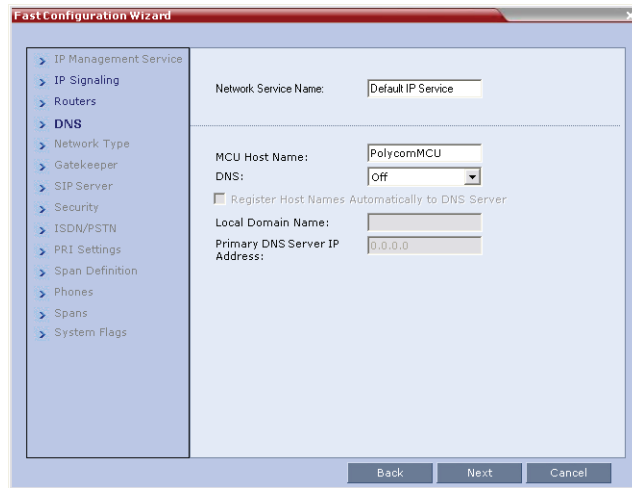 Fast Configuration Wizard
IP Management Service
IP Signaling
Routers
DNS
Network Type
Gatekeeper
SIP Server
Security
ISDN/PSTN
PRI Settings
Span Definition
Phones
Spans
System Flags
Network Service Name: Default IP Service
MCU Host Name: PolycomMCU
DNS: Off
Register Host Names Automatically to DNS Server
Local Domain Name:
Primary DNS Server IP 0.0.0.0
Address:
Back Next Cancel